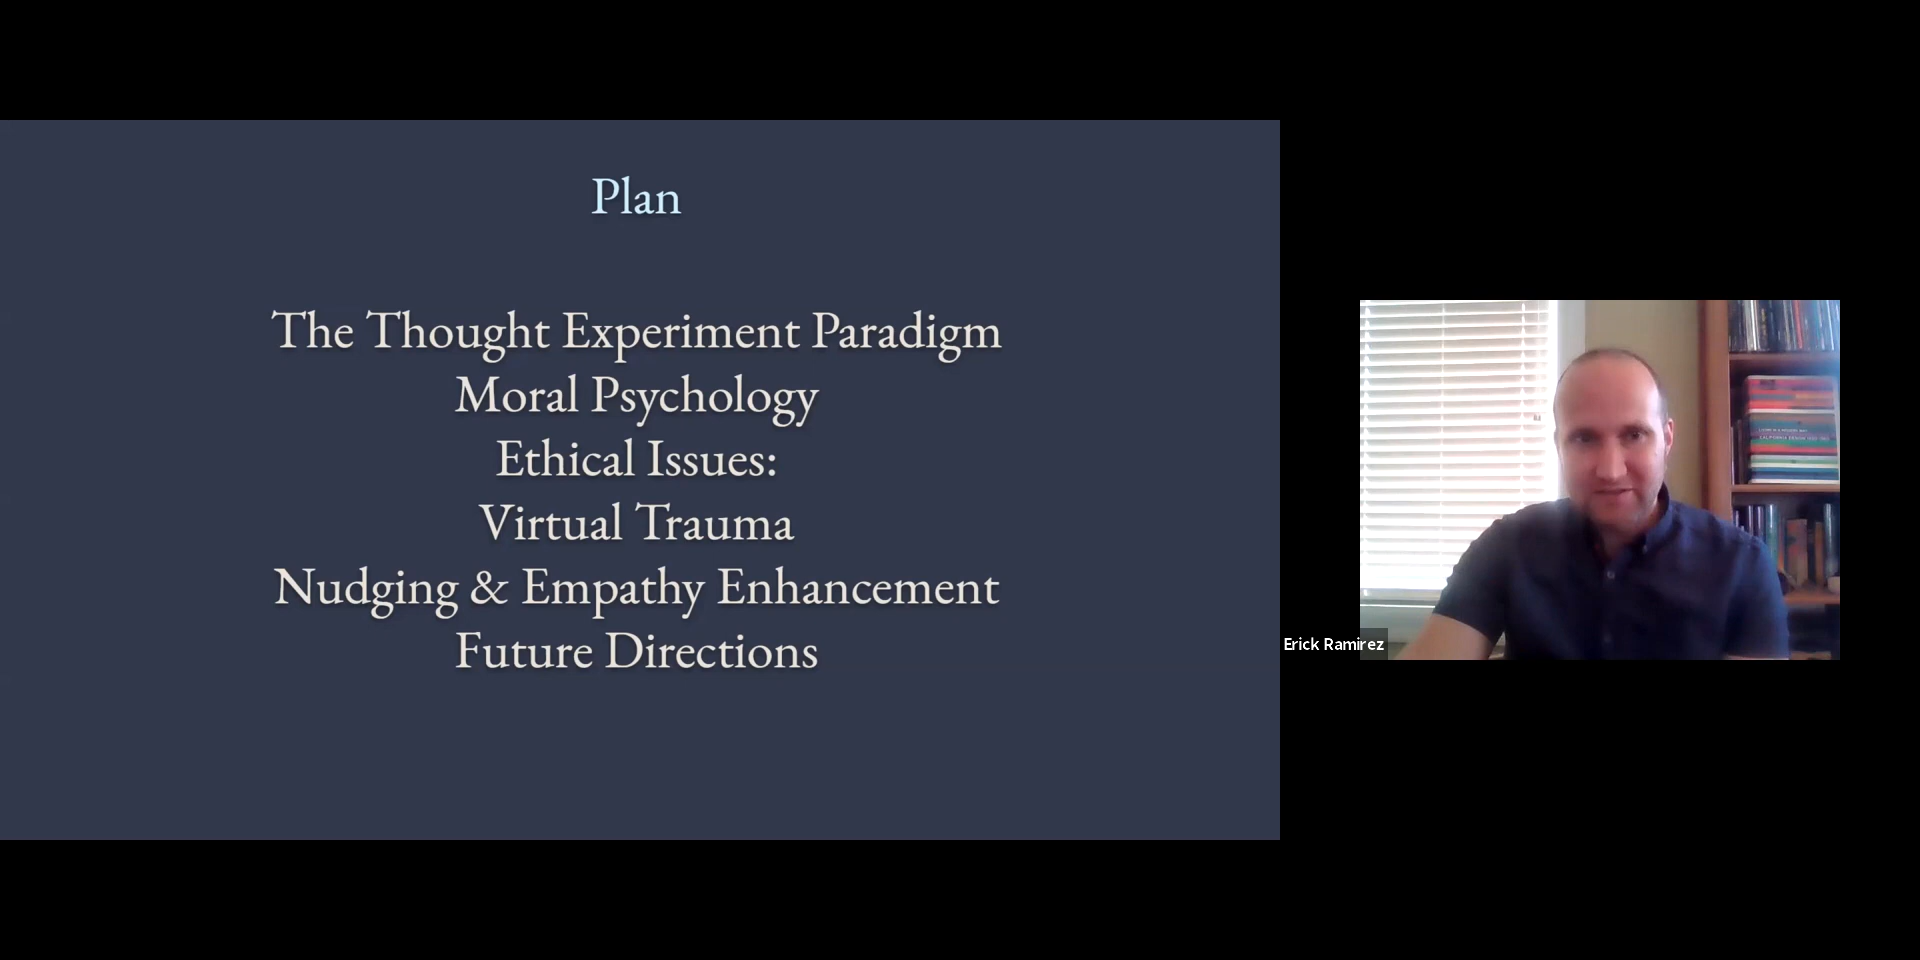 Plan
The Thought Experiment Paradigm
Moral Psychology
Ethical Issues:
Virtual Trauma
Nudging & Empathy Enhancement
Future Directions
Erick Ramirez